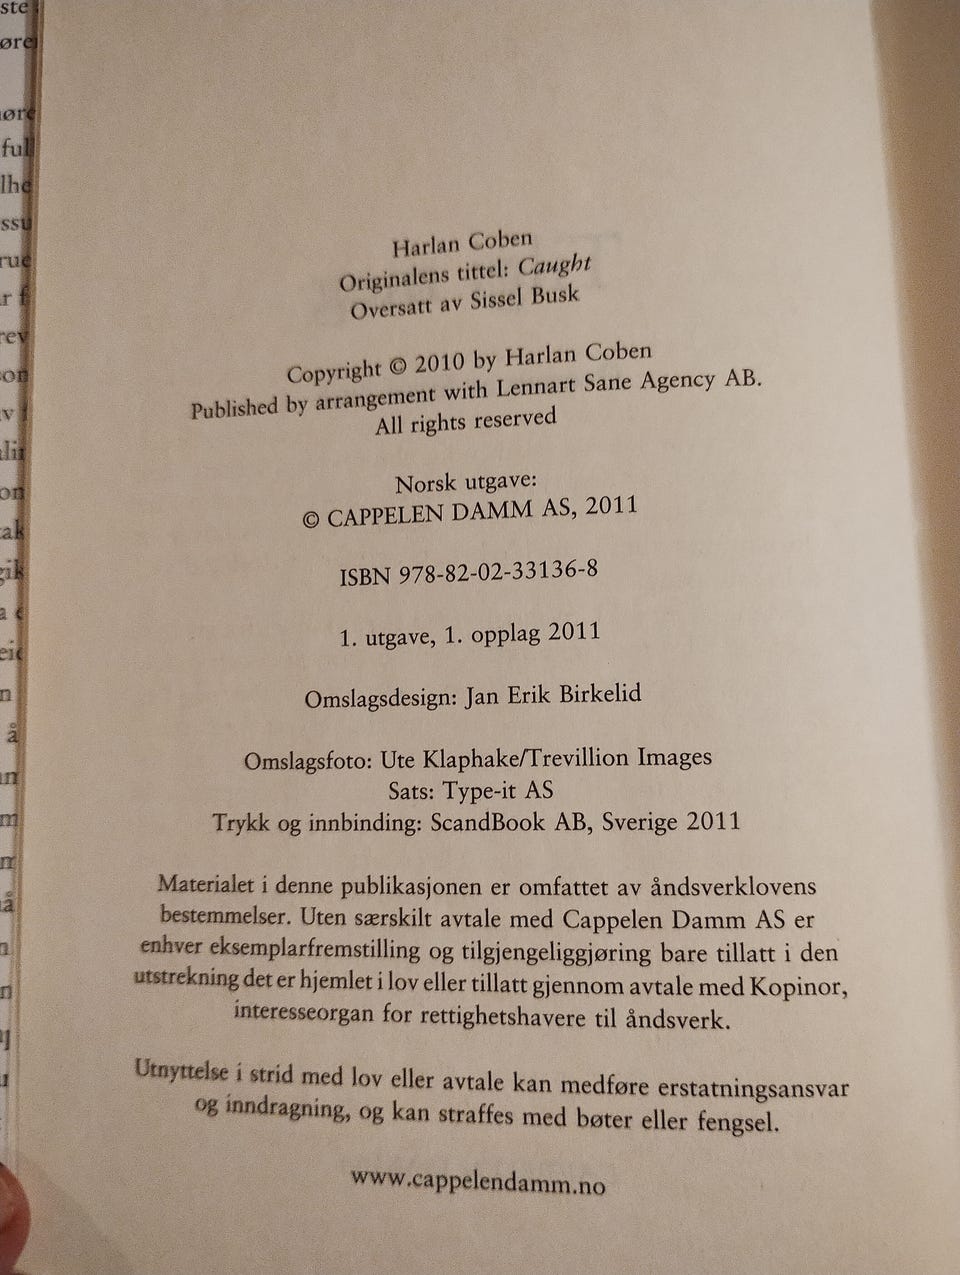 Harlan Coben
Originalens tittel: Caught
Oversatt av Sissel Busk
Copyright © 2010 by Harlan Coben
Published by arrangement with Lennart Sane Agency AB.
All rights reserved
Norsk utgave:
© CAPPELEN DAMM AS, 2011
ISBN 978-82-02-33136-8
1. utgave, 1. opplag 2011
Omslagsdesign: Jan Erik Birkelid
Omslagsfoto: Ute Klaphake/Trevillion Images
Sats: Type-it AS
Trykk og innbinding: ScandBook AB, Sverige 2011
Materialet i denne publikasjonen er omfattet av åndsverklovens
bestemmelser. Uten særskilt avtale med Cappelen Damm AS er
enhver eksemplarfremstilling og tilgjengeliggjøring bare tillatt i den
utstrekning det er hjemlet i lov eller tillatt gjennom avtale med Kopinor,
interesseorgan for rettighetshavere til åndsverk.
Utnyttelse i strid med lov eller avtale kan medføre erstatningsansvar
og inndragning, og kan straffes med bøter eller fengsel.
www.cappelendamm.no